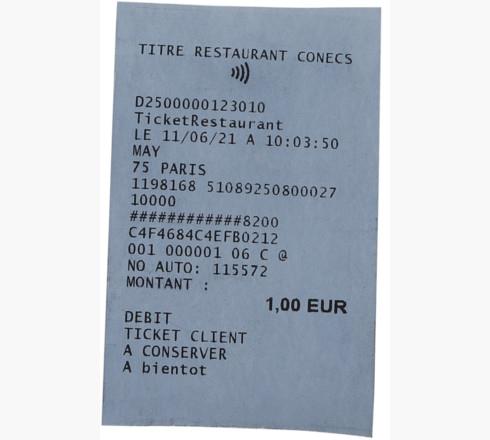 TITRE RESTAURANT CONECS
D2500000123010
TicketRestaurant
LE 11/06/21 A 10:03:50
MAY
75 PARIS
1198168 51089250800027
10000
############8200
C4F4684C4EFB0212
001 000001 06 C @
NO AUTO: 115572
MONTANT :
1,00 EUR
DEBIT
TICKET CLIENT
A CONSERVER
A bientot